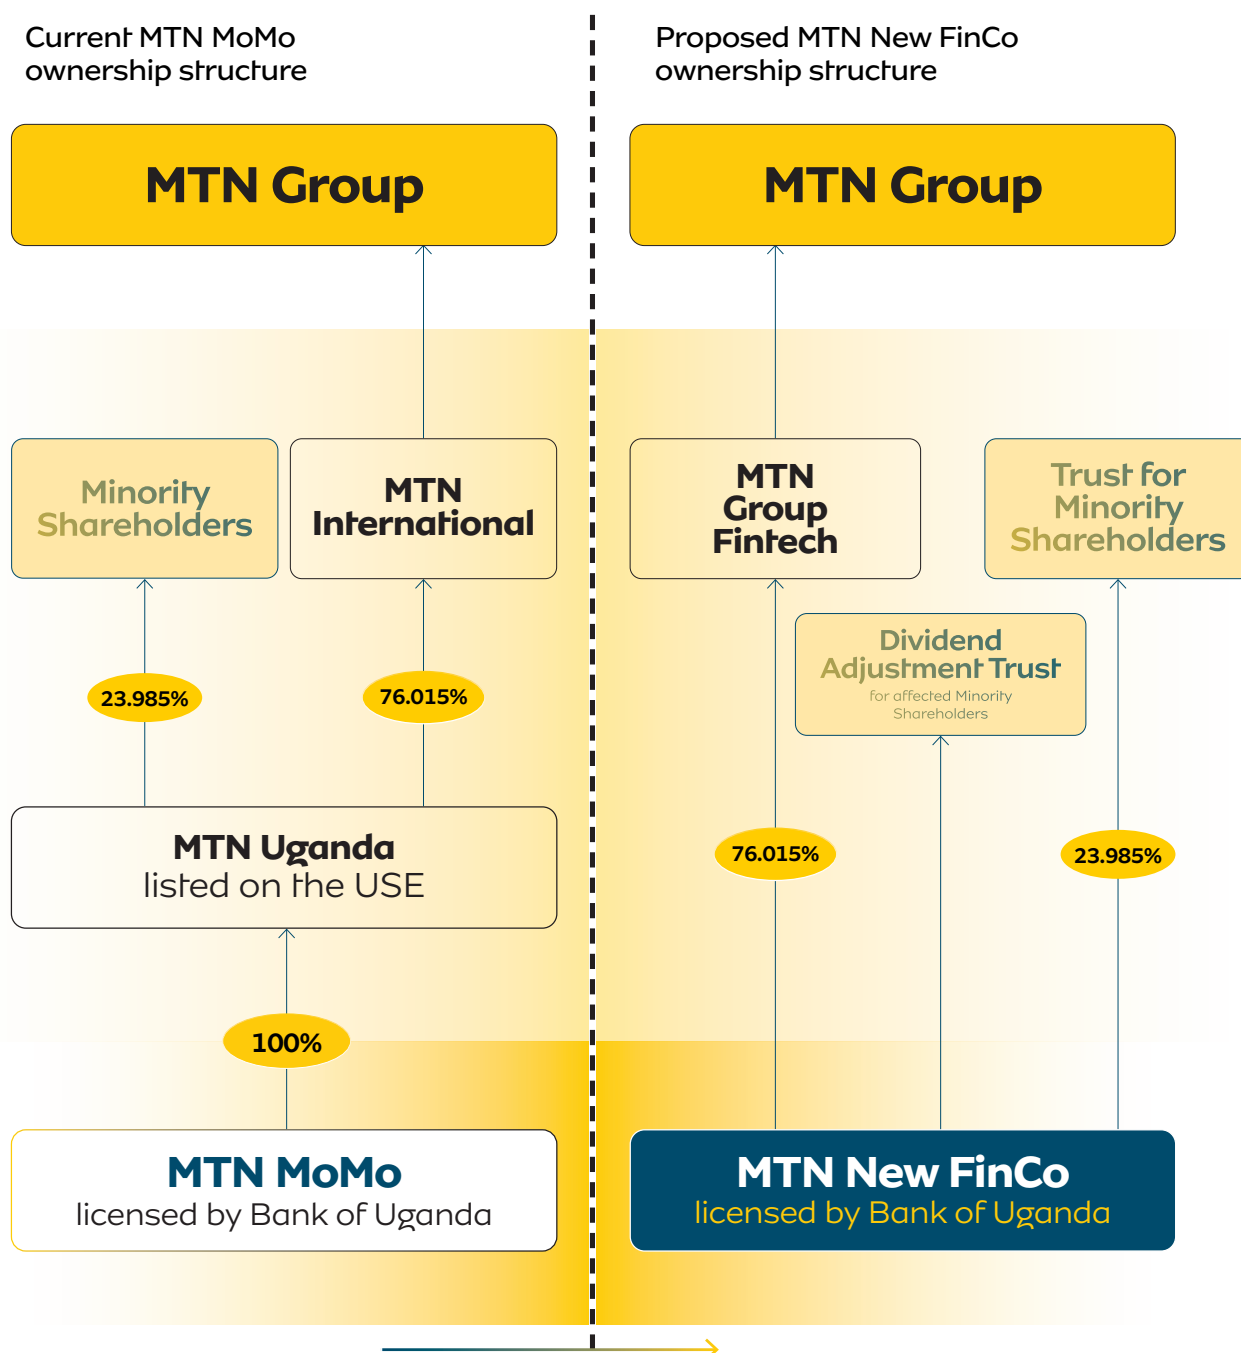 Current MTN MoMo
ownership structure
MTN Group
Minority
Shareholders
MTN
International
23.985%
76.015%
MTN Uganda
listed on the USE
100%
MTN MoMo
licensed by Bank of Uganda
Proposed MTN New FinCo
ownership structure
MTN Group
MTN
Group
Fintech
Trust for
Minority
Shareholders
Dividend
Adjustment Trust
for affected Minority
Shareholders
76.015%
23.985%
MTN New FinCo
licensed by Bank of Uganda